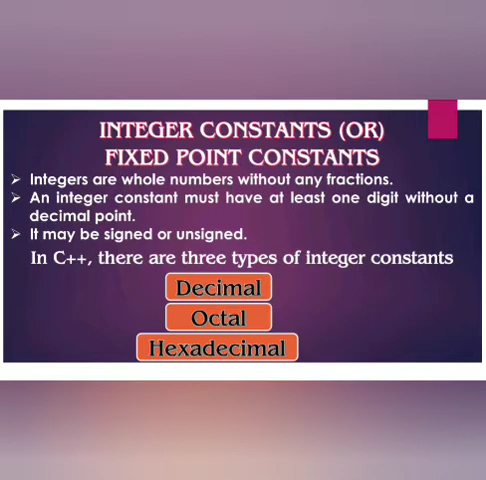 INTEGER CONSTANTS (OR)
FIXED POINT CONSTANTS
➢ Integers are whole numbers without any fractions.
➢ An integer constant must have at least one digit without a
decimal point.
➢ It may be signed or unsigned.
In C++, there are three types of integer constants
Decimal
Octal
Hexadecimal